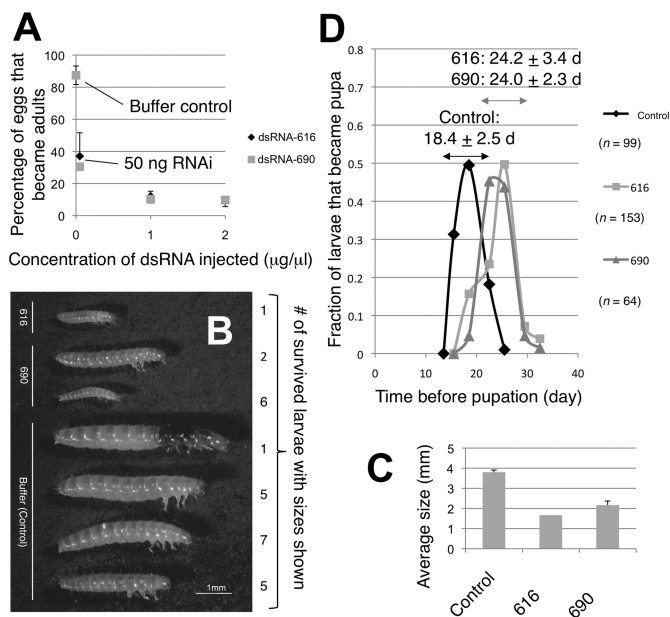 A
Percentage of eggs that
became adults
100
80
60
40
20
0
Buffer control
50 ng RNAi
dsRNA-616
dsRNA-690
0
1
2
Concentration of dsRNA injected (µg/µl)
B
616
690
Buffer (Control)
1
2
6
1
5
7
5
# of survived larvae with sizes shown
1mm
D
Fraction of larvae that became pupa
0.8
0.7
0.6
0.5
0.4
0.3
0.2
0.1
0
616: 24.2 ± 3.4 d
690: 24.0 ± 2.3 d
Control:
18.4 ± 2.5 d
0
10
20
30
40
Time before pupation (day)
Control
(n = 99)
616
(n = 153)
690
(n = 64)
C
Average size (mm)
5
4
3
2
1
0
Control
616
690